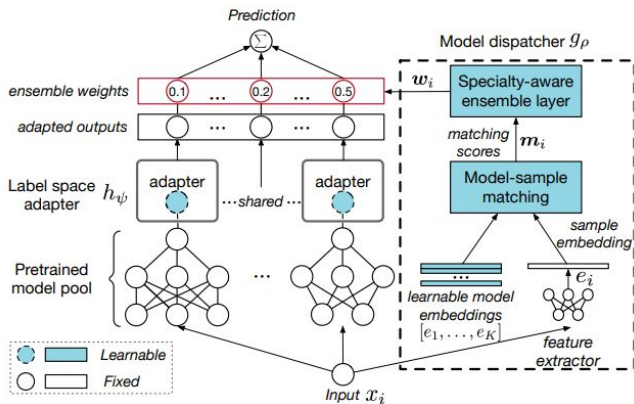 Prediction
Σ
Model dispatcher gρ
ensemble weights
0.1
...
0.2
...
0.5
wi
Specialty-aware
ensemble layer
adapted outputs
...
...
matching
scores
mi
Label space
adapter
hψ
adapter
...shared...
adapter
Model-sample
matching
sample
embedding
Pretrained
model pool
...
...
ei
learnable model
embeddings
[e1, . . . , eK]
feature
extractor
Learnable
Fixed
Input xi